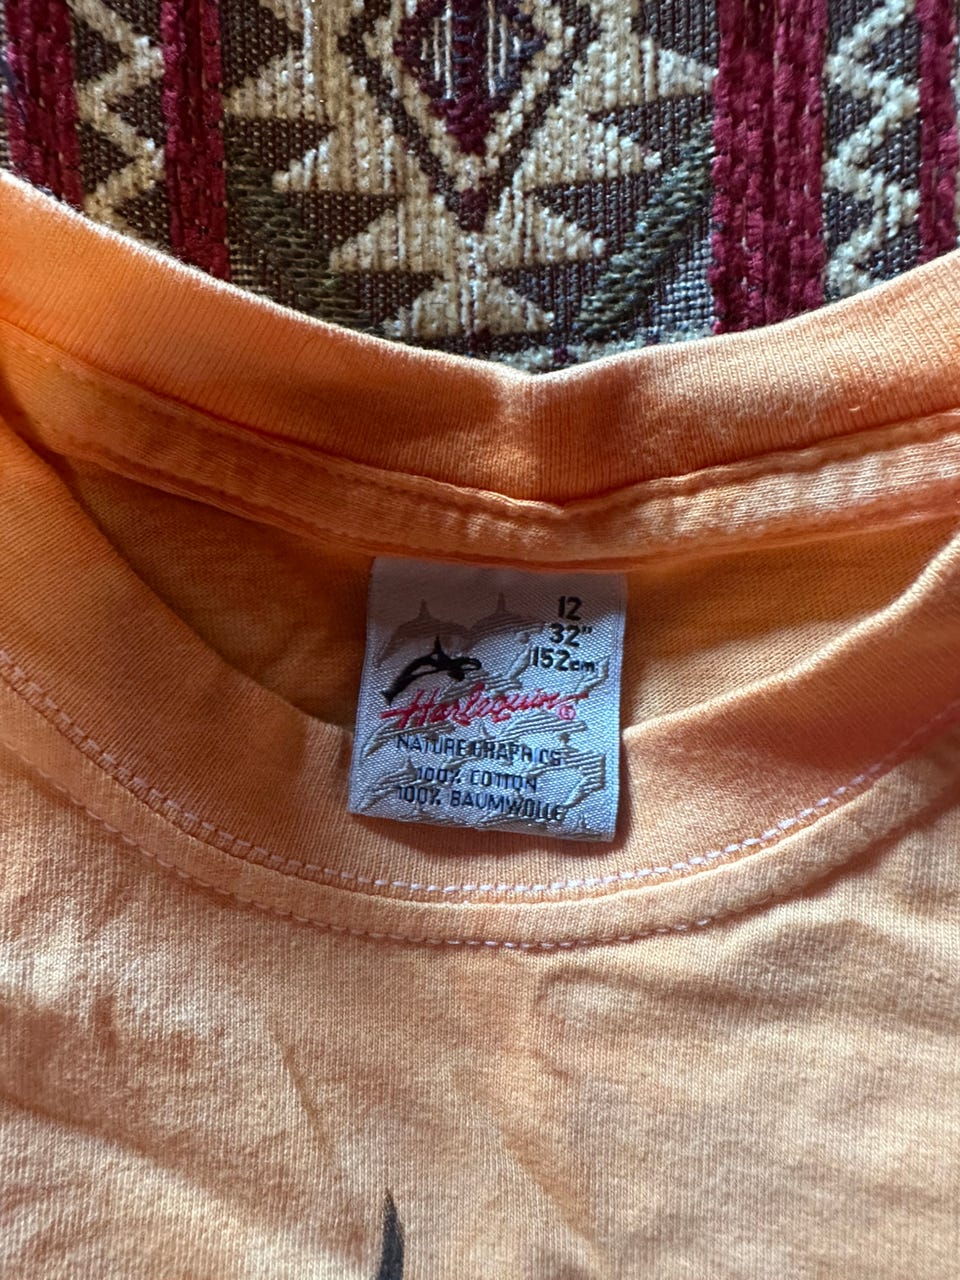 12
32"
152cm
Harlequin ©
NATURE GRAPHICS
100% COTTON
100% BAUMWOLLE